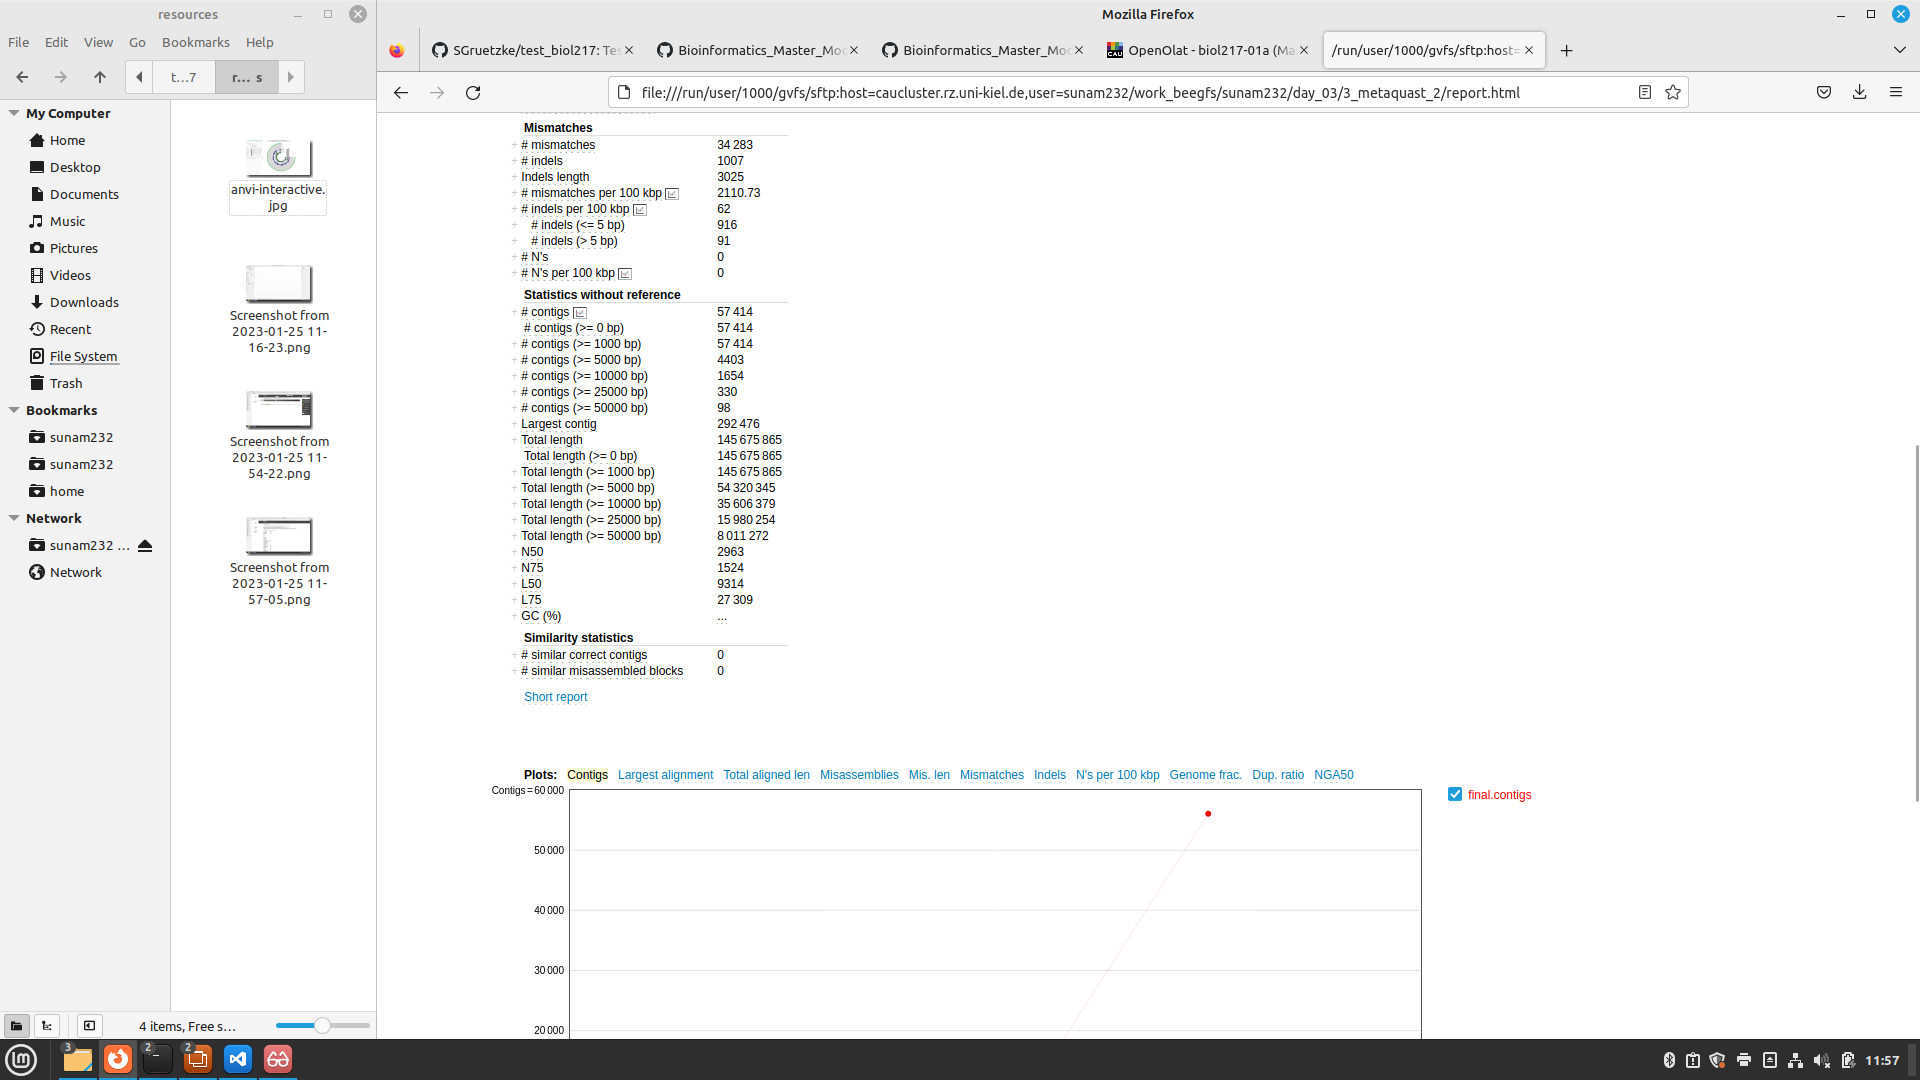 resources
File Edit View Go Bookmarks Help
t...7 r... s
My Computer
Home
Desktop
Documents
Music
Pictures
Videos
Downloads
Recent
File System
Trash
Bookmarks
sunam232
sunam232
home
Network
sunam232 ...
Network
anvi-interactive.
jpg
Screenshot from
2023-01-25 11-
16-23.png
Screenshot from
2023-01-25 11-
54-22.png
Screenshot from
2023-01-25 11-
57-05.png
4 items, Free s...
Mozilla Firefox
SGruetzke/test_biol217: Tes
Bioinformatics_Master_Mod
Bioinformatics_Master_Mod
OpenOlat - biol217-01a (Ma
/run/user/1000/gvfs/sftp:host=
file:///run/user/1000/gvfs/sftp:host=caucluster.rz.uni-kiel.de,user=sunam232/work_beegfs/sunam232/day_03/3_metaquast_2/report.html
Mismatches
# mismatches 34 283
# indels 1007
Indels length 3025
# mismatches per 100 kbp 2110.73
# indels per 100 kbp 62
# indels (<= 5 bp) 916
# indels (> 5 bp) 91
# N's 0
# N's per 100 kbp 0
Statistics without reference
# contigs 57 414
# contigs (>= 0 bp) 57 414
# contigs (>= 1000 bp) 57 414
# contigs (>= 5000 bp) 4403
# contigs (>= 10000 bp) 1654
# contigs (>= 25000 bp) 330
# contigs (>= 50000 bp) 98
Largest contig 292 476
Total length 145 675 865
Total length (>= 0 bp) 145 675 865
Total length (>= 1000 bp) 145 675 865
Total length (>= 5000 bp) 54 320 345
Total length (>= 10000 bp) 35 606 379
Total length (>= 25000 bp) 15 980 254
Total length (>= 50000 bp) 8 011 272
N50 2963
N75 1524
L50 9314
L75 27 309
GC (%) ...
Similarity statistics
# similar correct contigs 0
# similar misassembled blocks 0
Short report
Plots: Contigs Largest alignment Total aligned len Misassemblies Mis. len Mismatches Indels N's per 100 kbp Genome frac. Dup. ratio NGA50
Contigs = 60 000
50 000
40 000
30 000
20 000
final.contigs
3
2
2
11:57